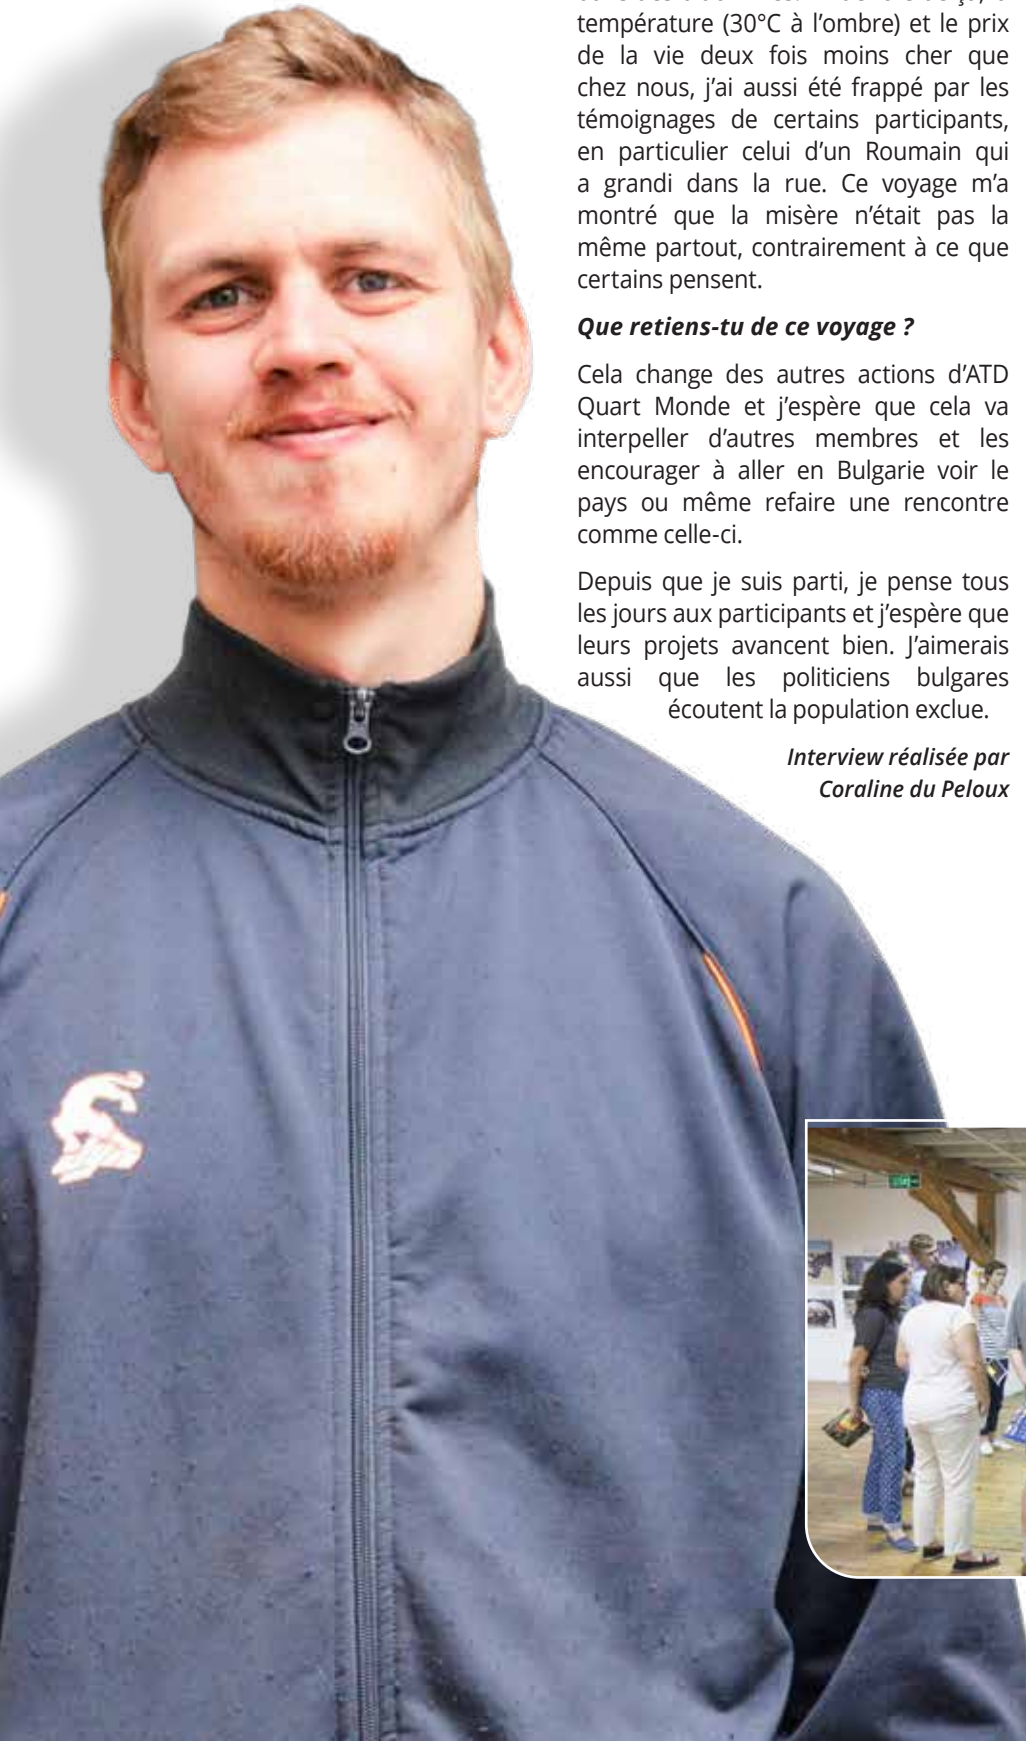 température (30°C à l’ombre) et le prix
de la vie deux fois moins cher que
chez nous, j’ai aussi été frappé par les
témoignages de certains participants,
en particulier celui d’un Roumain qui
a grandi dans la rue. Ce voyage m’a
montré que la misère n’était pas la
même partout, contrairement à ce que
certains pensent.
Que retiens-tu de ce voyage ?
Cela change des autres actions d’ATD
Quart Monde et j’espère que cela va
interpeller d’autres membres et les
encourager à aller en Bulgarie voir le
pays ou même refaire une rencontre
comme celle-ci.
Depuis que je suis parti, je pense tous
les jours aux participants et j’espère que
leurs projets avancent bien. J’aimerais
aussi que les politiciens bulgares
écoutent la population exclue.
Interview réalisée par
Coraline du Peloux